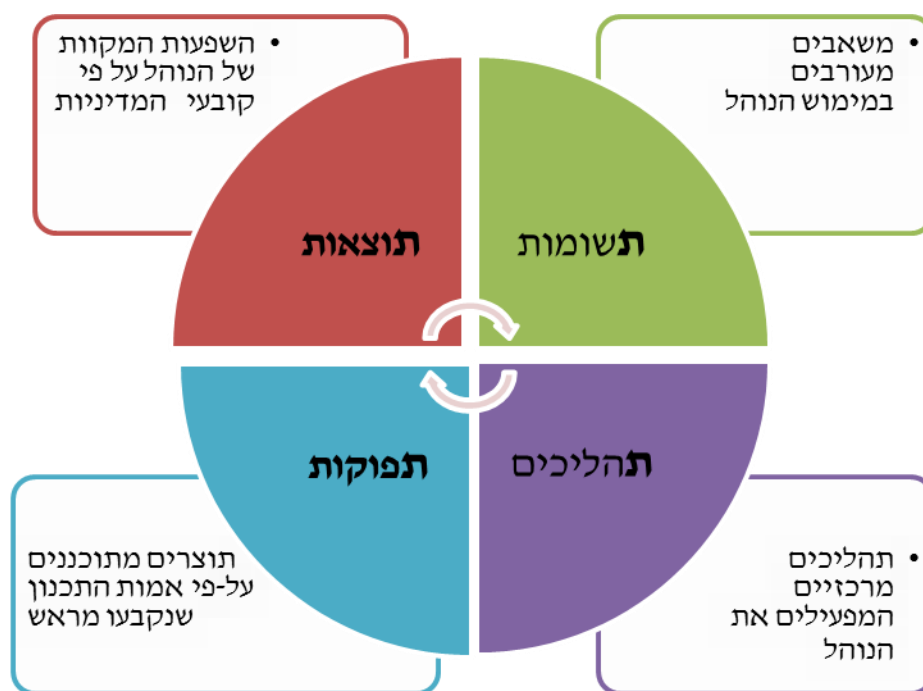 • משאבים
מעורבים
במימוש הנוהל
• השפעות המקוות
של הנוהל על פי
קובעי המדיניות
תשומות
תוצאות
תהליכים
תפוקות
• תהליכים
מרכזיים
המפעילים את
הנוהל
תוצרים מתוכננים
על-פי אמות התכנון
שנקבעו מראש